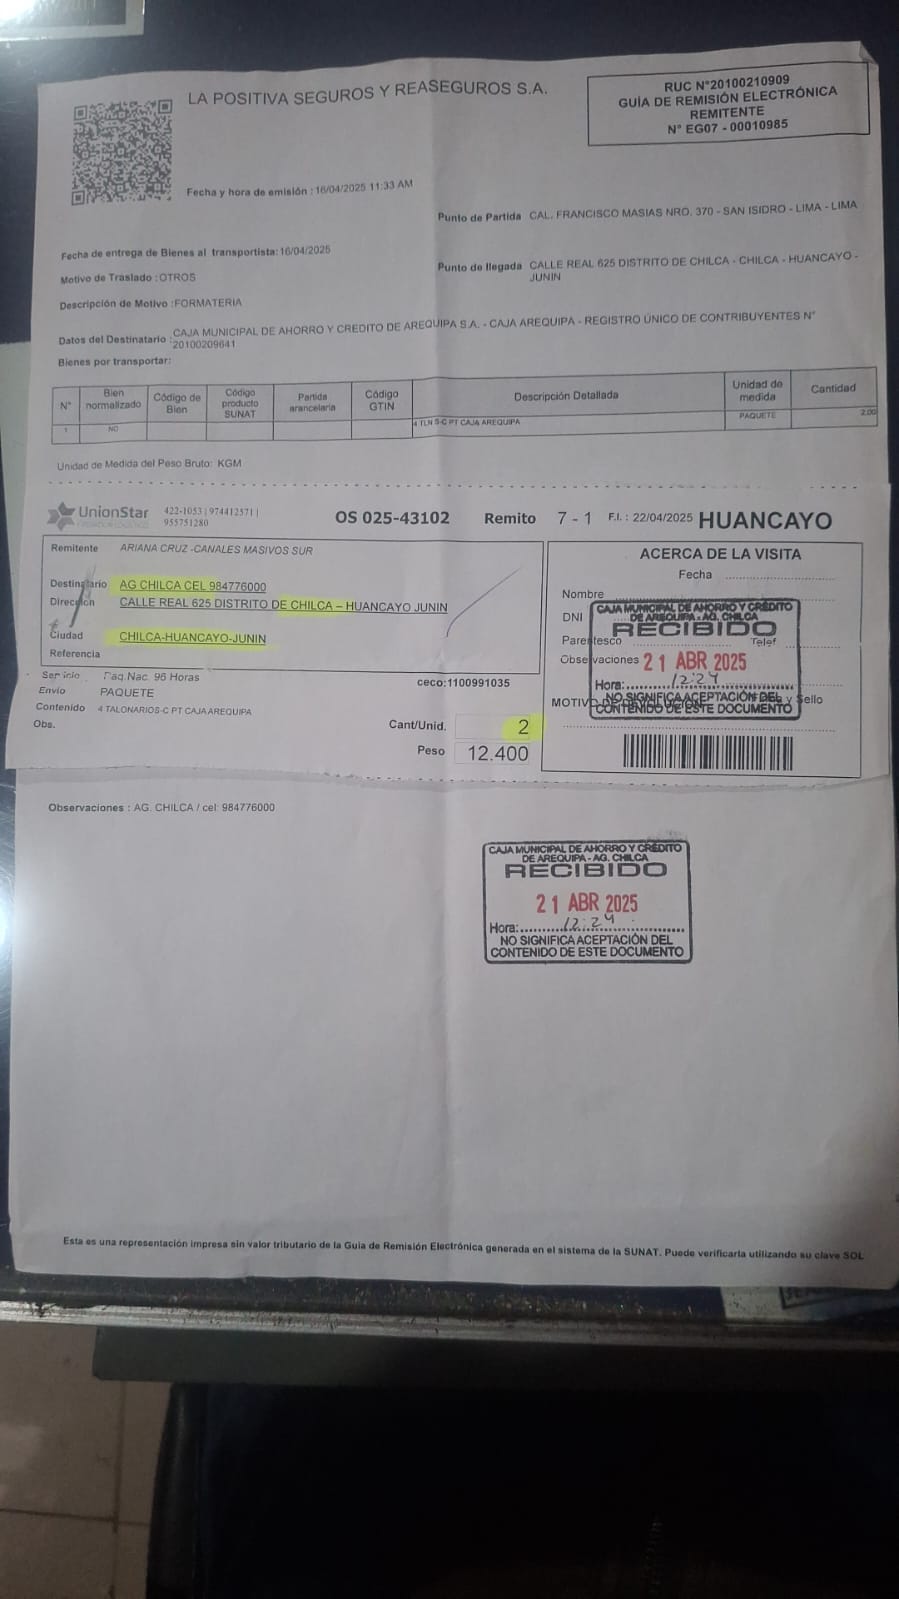 LA POSITIVA SEGUROS Y REASEGUROS S.A.
RUC N°20100210909
GUÍA DE REMISIÓN ELECTRÓNICA
REMITENTE
N° EG07 - 00010985
Fecha y hora de emisión : 16/04/2025 11:33 AM
Punto de Partida CAL. FRANCISCO MASIAS NRO. 370 - SAN ISIDRO - LIMA - LIMA
Fecha de entrega de Bienes al transportista: 16/04/2025
Punto de llegada CALLE REAL 625 DISTRITO DE CHILCA - CHILCA - HUANCAYO -
JUNIN
Motivo de Traslado :OTROS
Descripción de Motivo :FORMATERIA
Datos del Destinatario : CAJA MUNICIPAL DE AHORRO Y CREDITO DE AREQUIPA S.A. - CAJA AREQUIPA - REGISTRO ÚNICO DE CONTRIBUYENTES N°
20100209641
Bienes por transportar:
N° Bien normalizado Código de Bien Código producto SUNAT Partida arancelaria Código GTIN Descripción Detallada Unidad de medida Cantidad
1 NO 4 TLN S-C PT CAJA AREQUIPA PAQUETE 2.00
Unidad de Medida del Peso Bruto: KGM
UnionStar 422-1053 | 974412571 |
955751280
OS 025-43102 Remito 7 - 1 F.I. : 22/04/2025 HUANCAYO
Remitente ARIANA CRUZ -CANALES MASIVOS SUR
Destinatario AG CHILCA CEL 984776000
Dirección CALLE REAL 625 DISTRITO DE CHILCA – HUANCAYO JUNIN
Ciudad CHILCA-HUANCAYO-JUNIN
Referencia
Servicio Paq.Nac. 96 Horas
ceco:1100991035
Envío PAQUETE
Contenido 4 TALONARIOS-C PT CAJA AREQUIPA
Obs.
Cant/Unid. 2
Peso 12.400
ACERCA DE LA VISITA
Fecha
Nombre
DNI
Parentesco Telef
Observaciones
CAJA MUNICIPAL DE AHORRO Y CRÉDITO
DE AREQUIPA - AG. CHILCA
RECIBIDO
21 ABR 2025
Hora: 12:24
NO SIGNIFICA ACEPTACIÓN DEL
CONTENIDO DE ESTE DOCUMENTO
y Sello
Observaciones : AG. CHILCA / cel: 984776000
CAJA MUNICIPAL DE AHORRO Y CRÉDITO
DE AREQUIPA - AG. CHILCA
RECIBIDO
21 ABR 2025
Hora: 12:24
NO SIGNIFICA ACEPTACIÓN DEL
CONTENIDO DE ESTE DOCUMENTO
Esta es una representación impresa sin valor tributario de la Guia de Remisión Electrónica generada en el sistema de la SUNAT. Puede verificarla utilizando su clave SOL